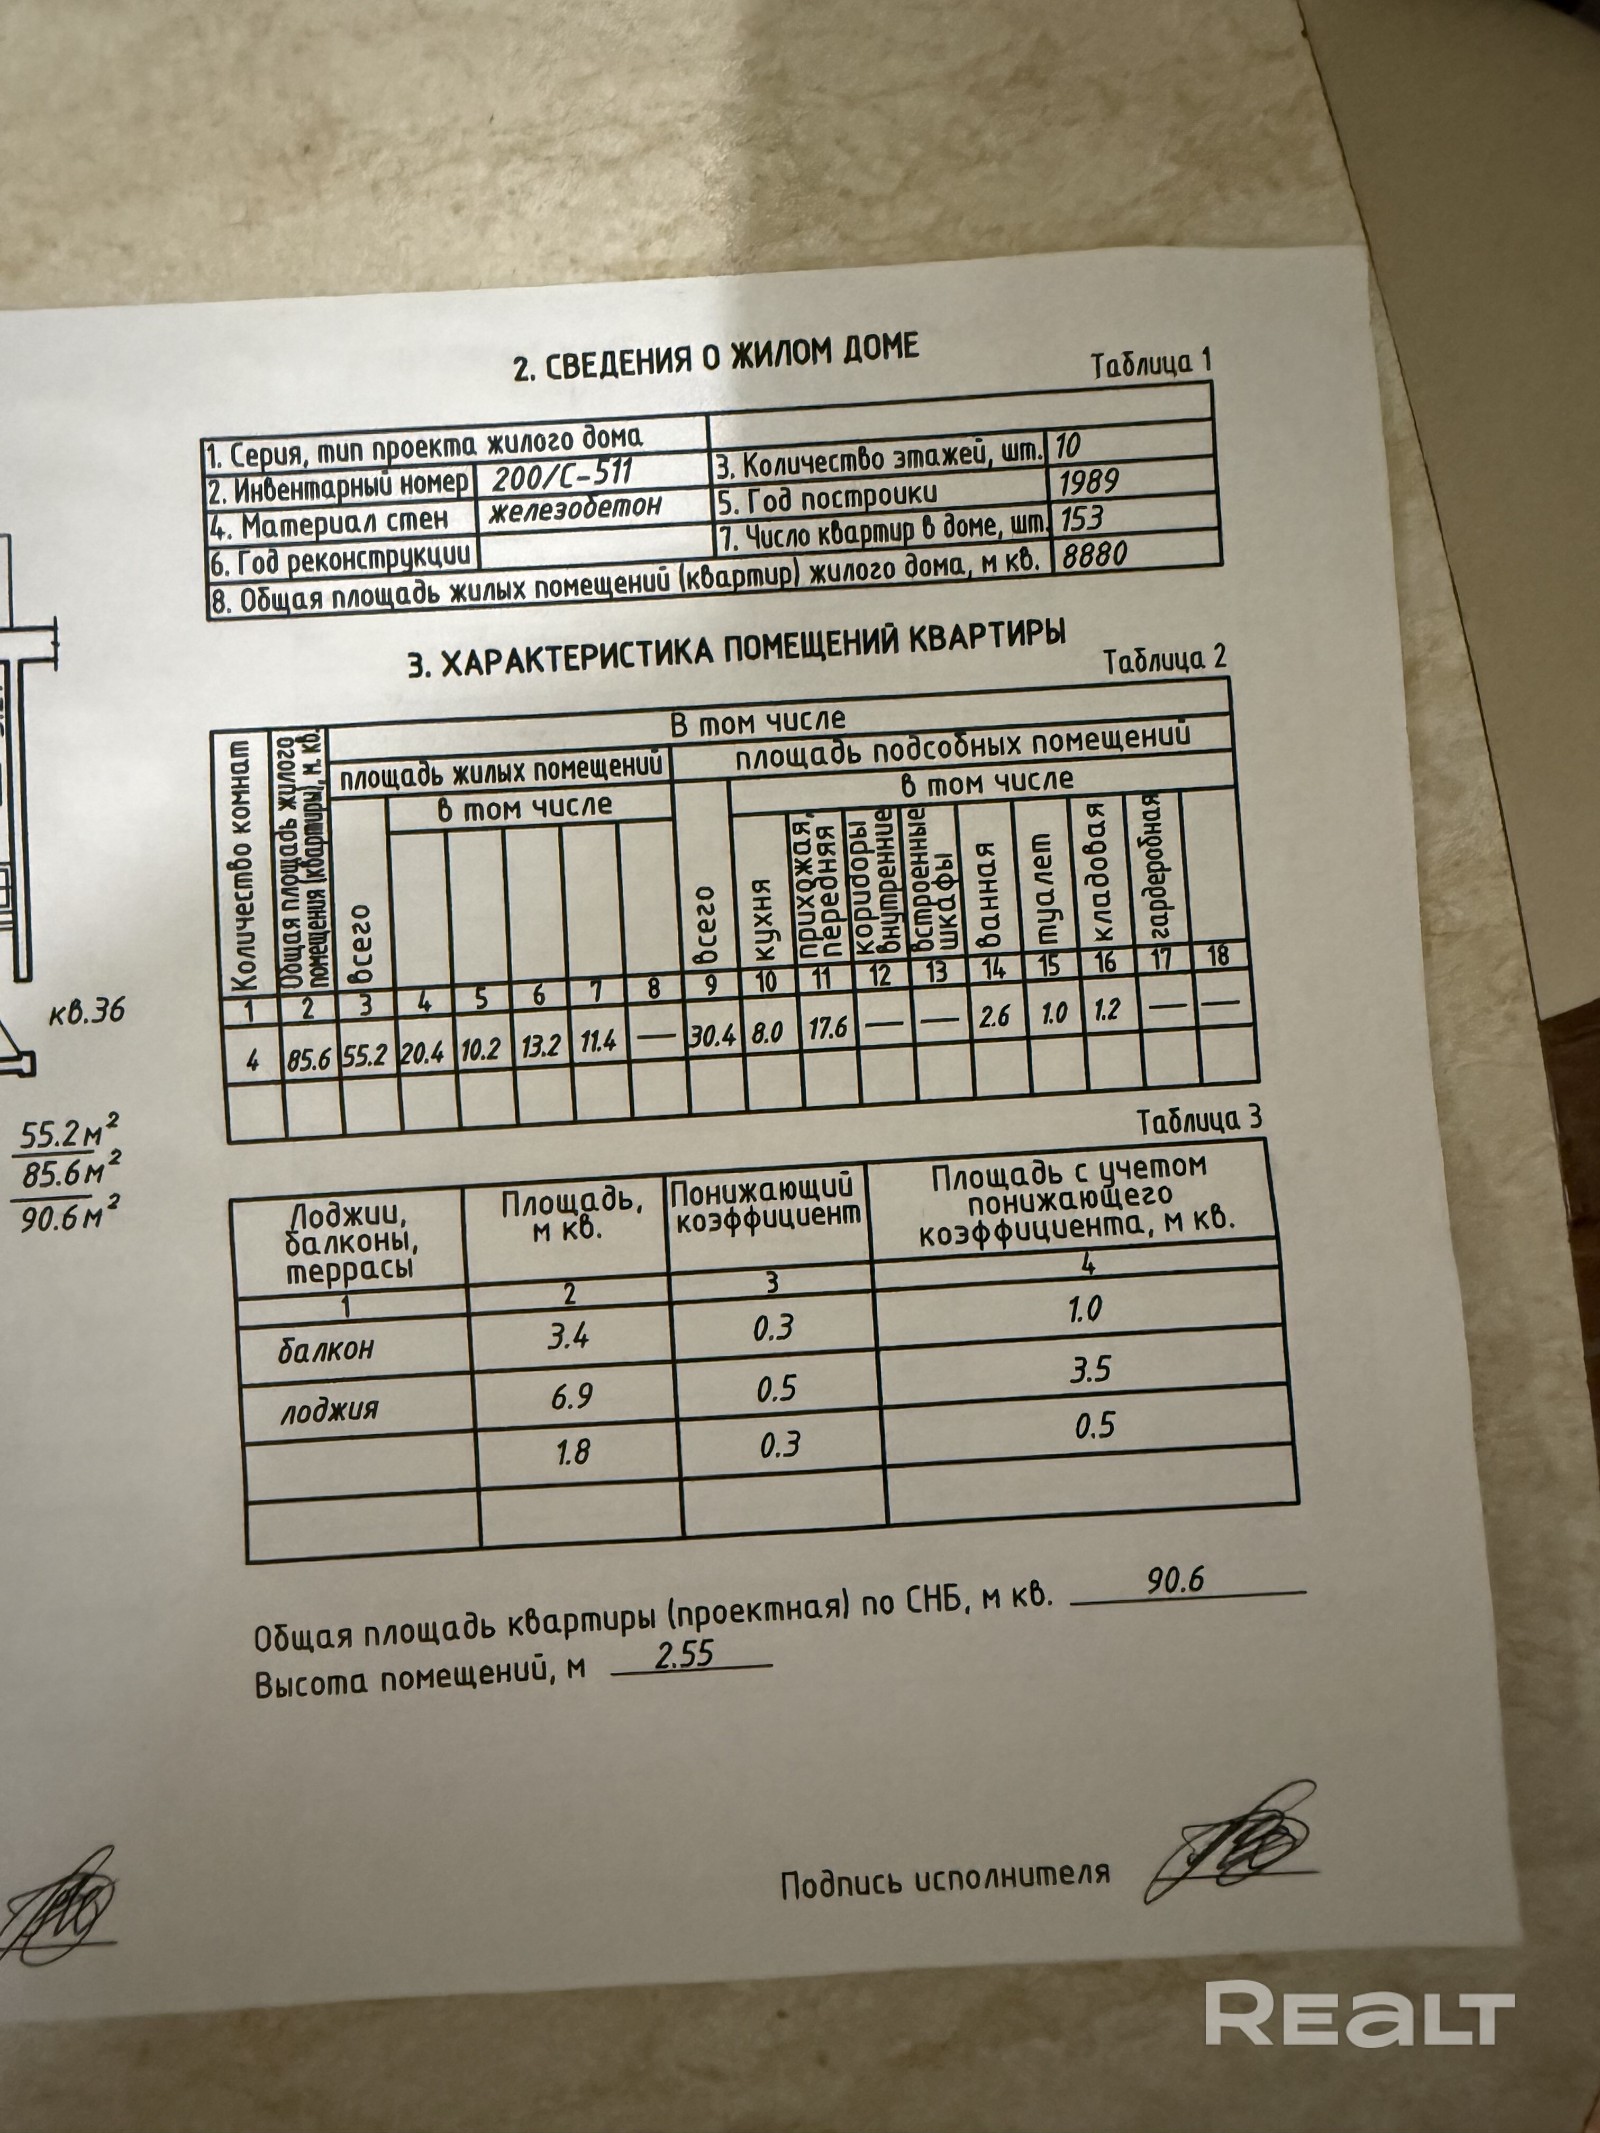 2. СВЕДЕНИЯ О ЖИЛОМ ДОМЕ
Таблица 1
1. Серия, тип проекта жилого дома
2. Инвентарный номер 200/С-511 3. Количество этажей, шт. 10
4. Материал стен железобетон 5. Год постройки 1989
6. Год реконструкции 7. Число квартир в доме, шт. 153
8. Общая площадь жилых помещений (квартир) жилого дома, м кв. 8880
3. ХАРАКТЕРИСТИКА ПОМЕЩЕНИЙ КВАРТИРЫ
Таблица 2
Количество комнат
Общая площадь жилого
помещения (квартиры), м. кв.
В том числе
площадь жилых помещений
площадь подсобных помещений
в том числе
в том числе
всего
всего
кухня
прихожая,
передняя
коридоры
внутренние
встроенные
шкафы
ванная
туалет
кладовая
гардеробная
1 2 3 4 5 6 7 8 9 10 11 12 13 14 15 16 17 18
4 85.6 55.2 20.4 10.2 13.2 11.4 — 30.4 8.0 17.6 — — 2.6 1.0 1.2 — —
кв.36
55.2м²
85.6м²
90.6м²
Таблица 3
Лоджии,
балконы,
террасы
Площадь,
м кв.
Понижающий
коэффициент
Площадь с учетом
понижающего
коэффициента, м кв.
1 2 3 4
балкон 3.4 0.3 1.0
лоджия 6.9 0.5 3.5
1.8 0.3 0.5
Общая площадь квартиры (проектная) по СНБ, м кв. 90.6
Высота помещений, м 2.55
Подпись исполнителя
REALT